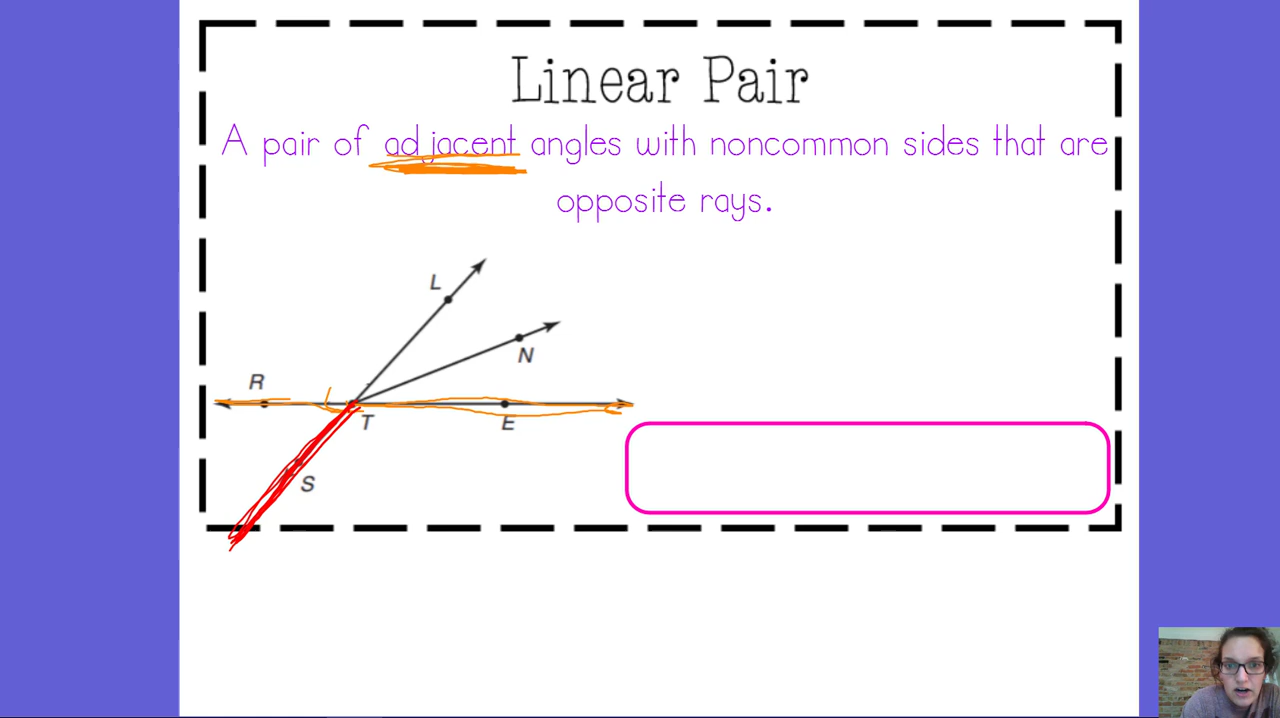 Linear Pair
A pair of adjacent angles with noncommon sides that are
opposite rays.
L
N
R
T
E
S